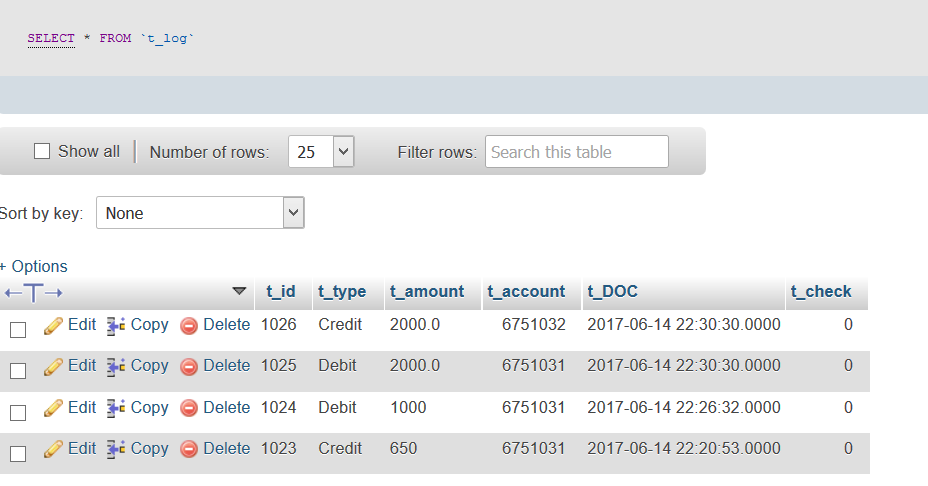 SELECT * FROM `t_log`
Show all Number of rows: 25 Filter rows: Search this table
Sort by key: None
+ Options
t_id t_type t_amount t_account t_DOC t_check
Edit Copy Delete 1026 Credit 2000.0 6751032 2017-06-14 22:30:30.0000 0
Edit Copy Delete 1025 Debit 2000.0 6751031 2017-06-14 22:30:30.0000 0
Edit Copy Delete 1024 Debit 1000 6751031 2017-06-14 22:26:32.0000 0
Edit Copy Delete 1023 Credit 650 6751031 2017-06-14 22:20:53.0000 0